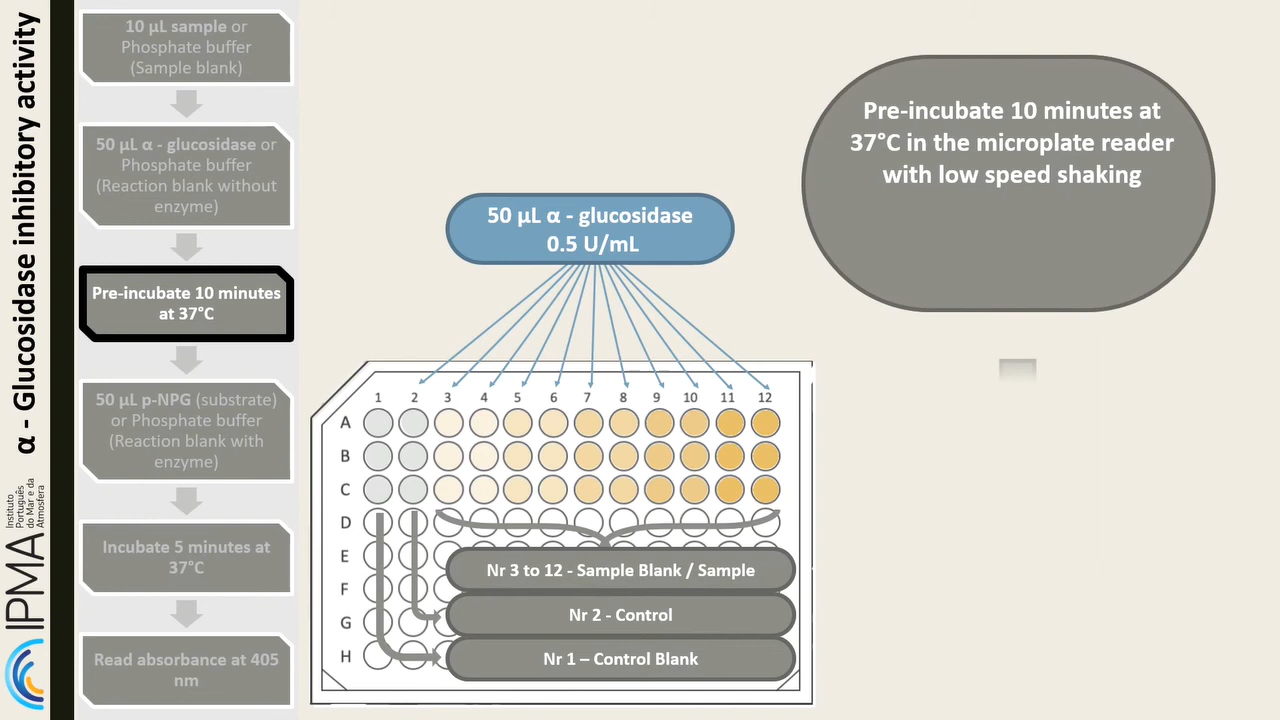 α - Glucosidase inhibitory activity
Instituto
Português
do Mar e da
Atmosfera
IPMA
10 µL sample or
Phosphate buffer
(Sample blank)
50 µL α - glucosidase or
Phosphate buffer
(Reaction blank without
enzyme)
Pre-incubate 10 minutes
at 37°C
50 µL p-NPG (substrate)
or Phosphate buffer
(Reaction blank with
enzyme)
Incubate 5 minutes at
37°C
Read absorbance at 405
nm
50 µL α - glucosidase
0.5 U/mL
Pre-incubate 10 minutes at
37°C in the microplate reader
with low speed shaking
1 2 3 4 5 6 7 8 9 10 11 12
A
B
C
D
E
F
G
H
Nr 3 to 12 - Sample Blank / Sample
Nr 2 - Control
Nr 1 – Control Blank